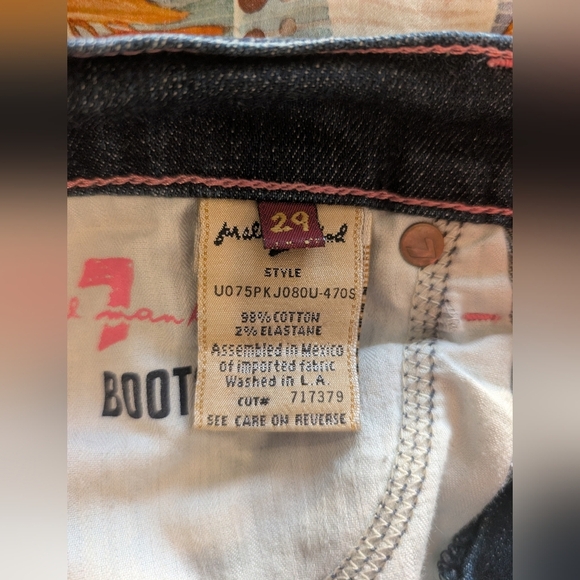 29
STYLE
U075PKJ080U-470S
98% COTTON
2% ELASTANE
Assembled in Mexico
of imported fabric
Washed in L.A.
CUT# 717379
SEE CARE ON REVERSE
7
BOOT